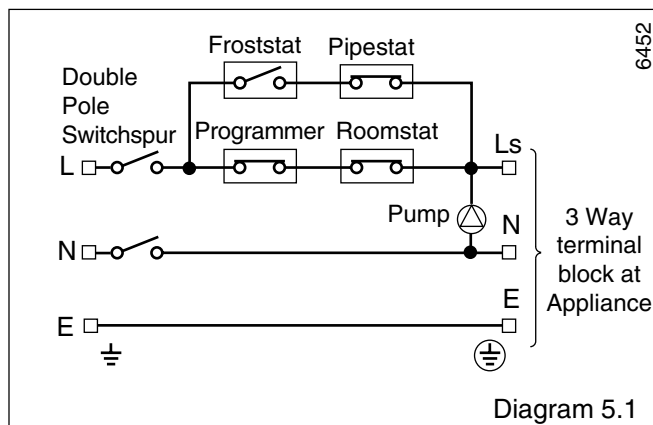 6452
Froststat Pipestat
Double
Pole
Switchspur
Programmer Roomstat
L Ls
Pump
N N
E E
3 Way
terminal
block at
Appliance
Diagram 5.1